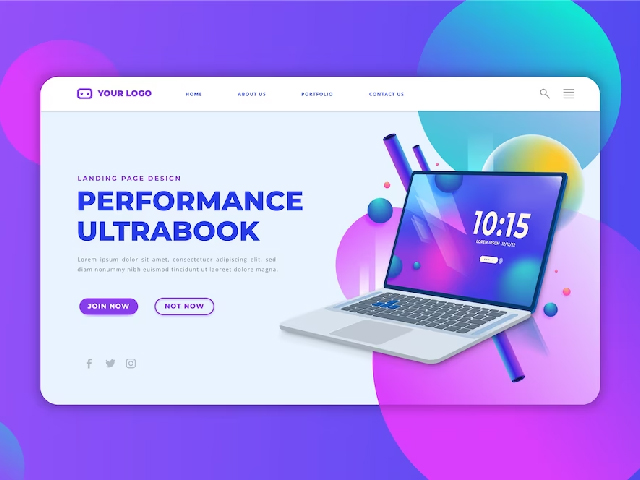 YOUR LOGO
HOME
ABOUT US
PORTFOLIO
CONTACT US
LANDING PAGE DESIGN
PERFORMANCE
ULTRABOOK
Lorem ipsum dolor sit amet, consectetuer adipiscing elit, sed
diam nonummy nibh euismod tincidunt ut laoreet dolore magna
JOIN NOW
NOT NOW
10:15